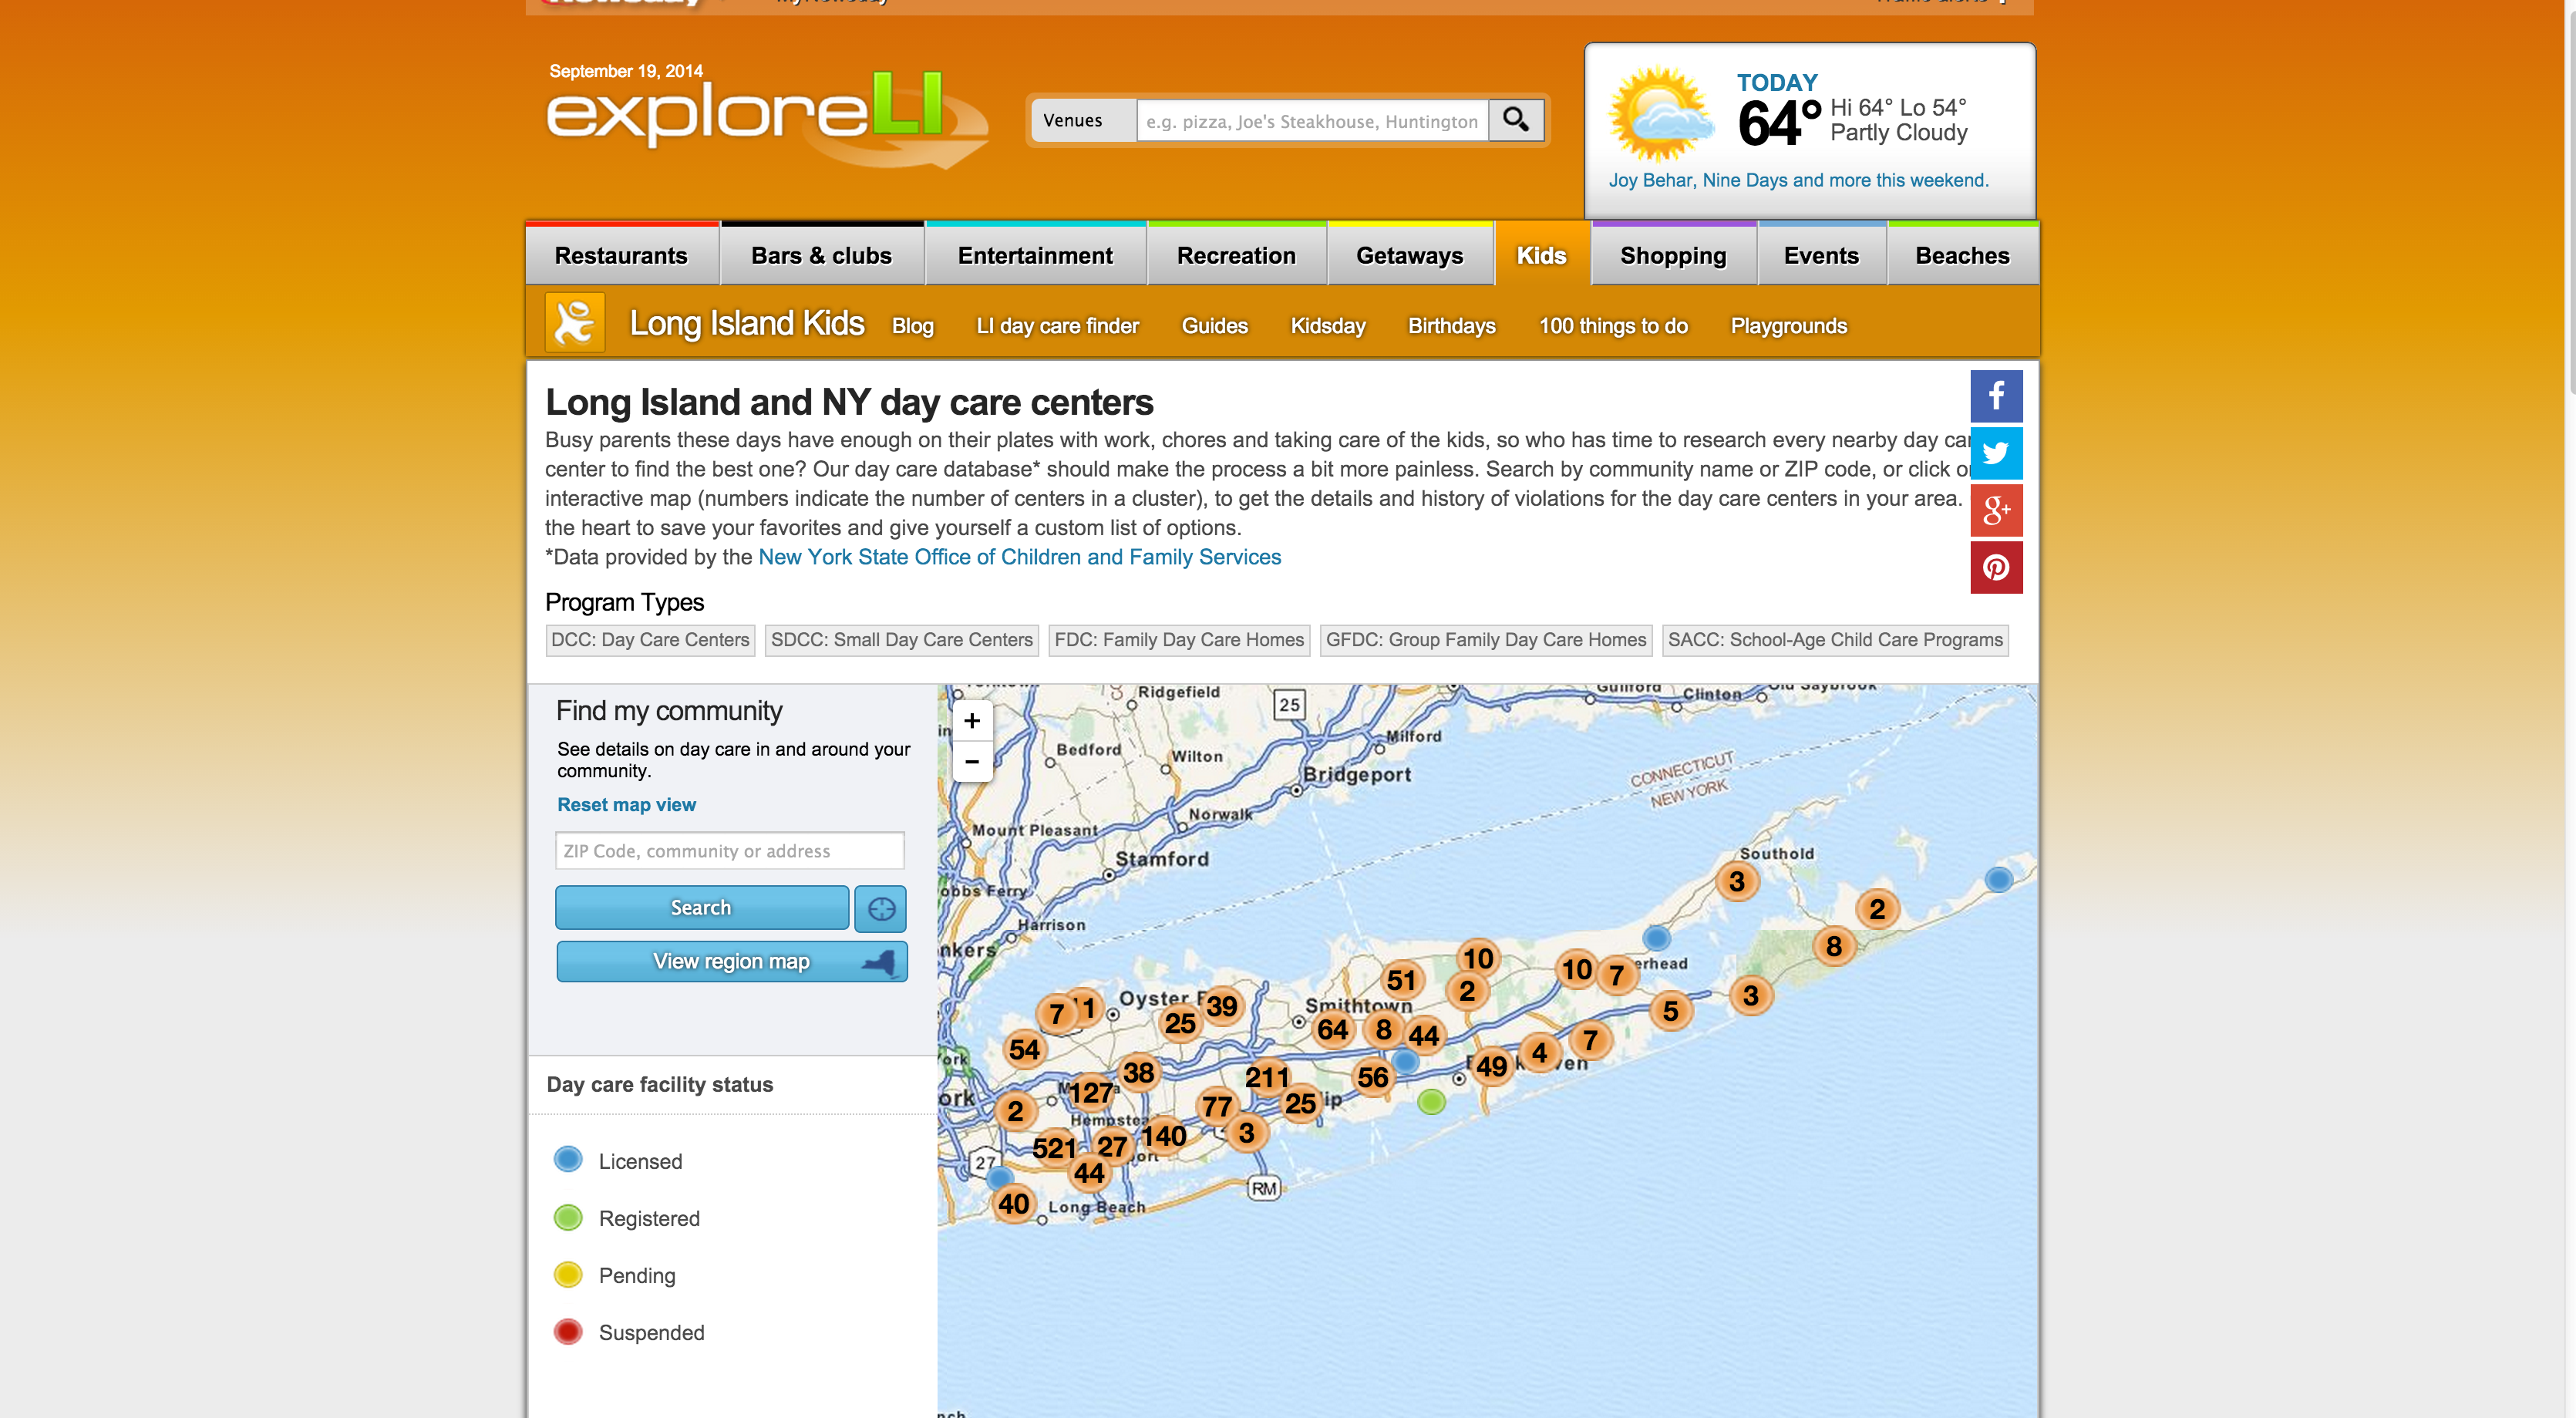 September 19, 2014
exploreLI
Venues
e.g. pizza, Joe's Steakhouse, Huntington
TODAY
64° Hi 64° Lo 54°
Partly Cloudy
Joy Behar, Nine Days and more this weekend.
Restaurants
Bars & clubs
Entertainment
Recreation
Getaways
Kids
Shopping
Events
Beaches
Long Island Kids
Blog
LI day care finder
Guides
Kidsday
Birthdays
100 things to do
Playgrounds
Long Island and NY day care centers
Busy parents these days have enough on their plates with work, chores and taking care of the kids, so who has time to research every nearby day
center to find the best one? Our day care database* should make the process a bit more painless. Search by community name or ZIP code, or click
interactive map (numbers indicate the number of centers in a cluster), to get the details and history of violations for the day care centers in your area.
the heart to save your favorites and give yourself a custom list of options.
*Data provided by the New York State Office of Children and Family Services
Program Types
DCC: Day Care Centers
SDCC: Small Day Care Centers
FDC: Family Day Care Homes
GFDC: Group Family Day Care Homes
SACC: School-Age Child Care Programs
Find my community
See details on day care in and around your
community.
Reset map view
ZIP Code, community or address
Search
View region map
Day care facility status
Licensed
Registered
Pending
Suspended
+
−
Ridgefield
25
Guilford
Clinton
Old Saybrook
Bedford
Wilton
Milford
Bridgeport
CONNECTICUT
NEW YORK
Norwalk
Mount Pleasant
Stamford
Southold
3
obbs Ferry
2
Harrison
nkers
8
10
erhead
51
10
7
2
3
Oyster
39
7
Smithtown
5
25
64
8
44
7
54
4
ork
49
38
211
56
127
ork
77
25
ip
2
Hempstea
140
3
521
27
27
44
RM
40
Long Beach